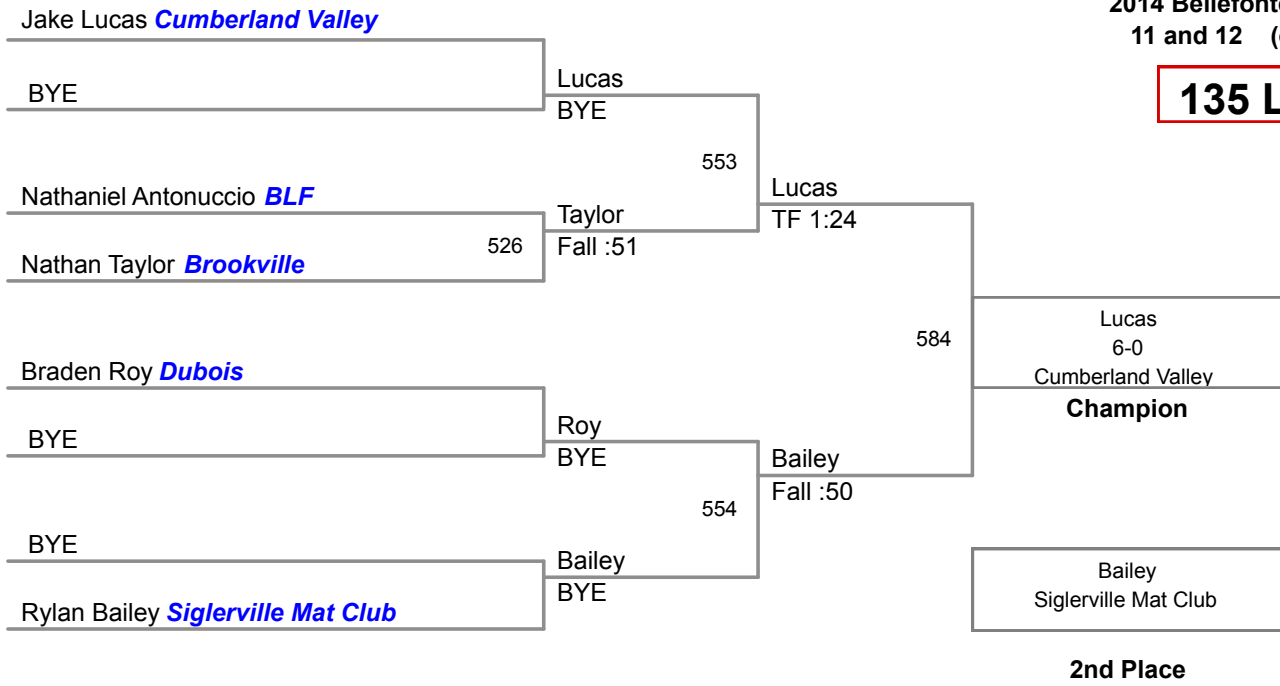 Jake Lucas Cumberland Valley
2014 Bellefonte
11 and 12
135
BYE
Lucas
BYE
553
Nathaniel Antonuccio BLF
Lucas
TF 1:24
Taylor
526
Fall :51
Nathan Taylor Brookville
584
Lucas
6-0
Cumberland Valley
Champion
Braden Roy Dubois
Roy
BYE
BYE
Bailey
Fall :50
554
BYE
Bailey
BYE
Rylan Bailey Siglerville Mat Club
Bailey
Siglerville Mat Club
2nd Place